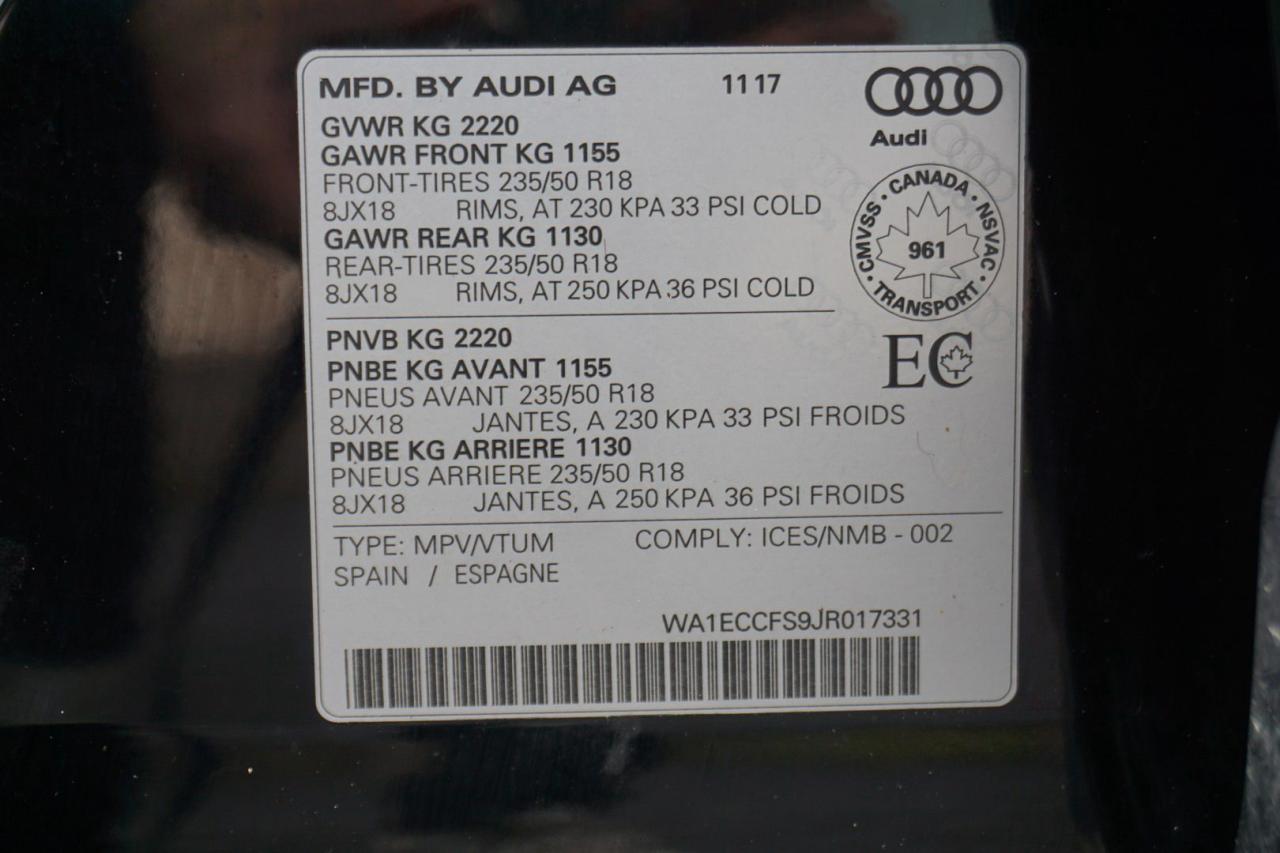 MFD. BY AUDI AG 11 17
Audi
GVWR KG 2220
GAWR FRONT KG 1155
FRONT-TIRES 235/50 R18
8JX18 RIMS, AT 230 KPA 33 PSI COLD
GAWR REAR KG 1130
REAR-TIRES 235/50 R18
8JX18 RIMS, AT 250 KPA 36 PSI COLD
CANADA · NSVAC · TRANSPORT · CMVSS ·
961
PNVB KG 2220
EC
PNBE KG AVANT 1155
PNEUS AVANT 235/50 R18
8JX18 JANTES, A 230 KPA 33 PSI FROIDS
PNBE KG ARRIERE 1130
PNEUS ARRIERE 235/50 R18
8JX18 JANTES, A 250 KPA 36 PSI FROIDS
TYPE: MPV/VTUM COMPLY: ICES/NMB - 002
SPAIN / ESPAGNE
WA1ECCFS9JR017331